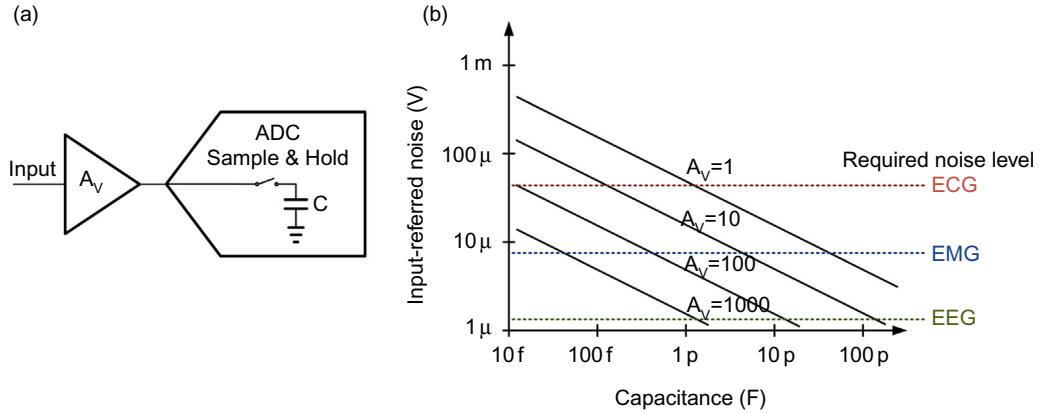 (a)
Input
A_V
ADC
Sample & Hold
C
(b)
Input-referred noise (V)
1 m
100 µ
10 µ
1 µ
A_V=1
A_V=10
A_V=100
A_V=1000
Required noise level
ECG
EMG
EEG
10 f
100 f
1 p
10 p
100 p
Capacitance (F)